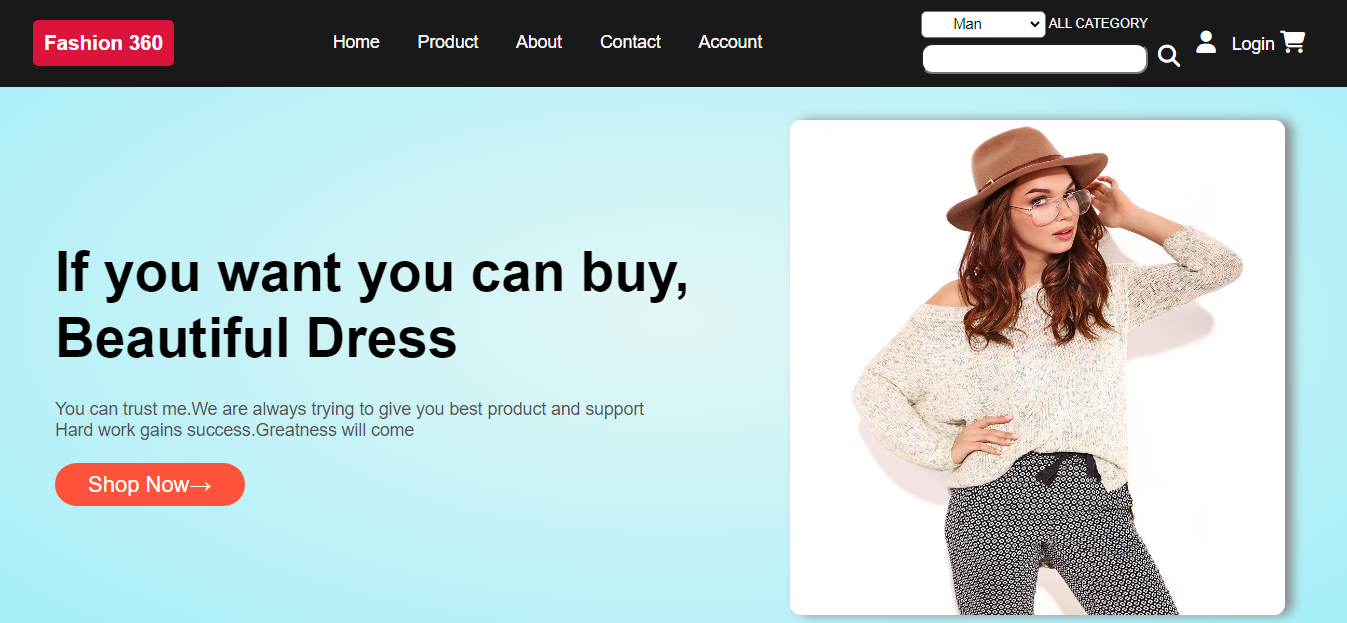 Fashion 360
Home Product About Contact Account
Man ALL CATEGORY
Login
If you want you can buy,
Beautiful Dress
You can trust me.We are always trying to give you best product and support
Hard work gains success.Greatness will come
Shop Now→